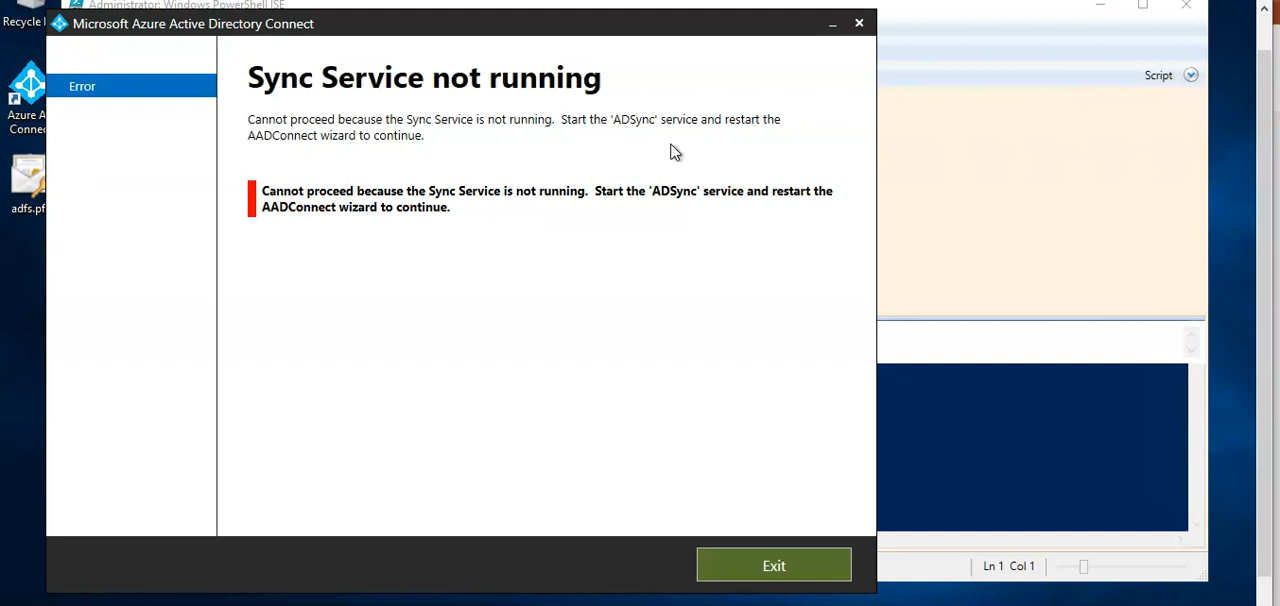 Administrator: Windows PowerShell ISE
Recycle
Microsoft Azure Active Directory Connect
Error
Sync Service not running
Cannot proceed because the Sync Service is not running.  Start the 'ADSync' service and restart the
AADConnect wizard to continue.
Cannot proceed because the Sync Service is not running.  Start the 'ADSync' service and restart the
AADConnect wizard to continue.
Script
Azure A
Conne
adfs.pf
Exit
Ln 1  Col 1